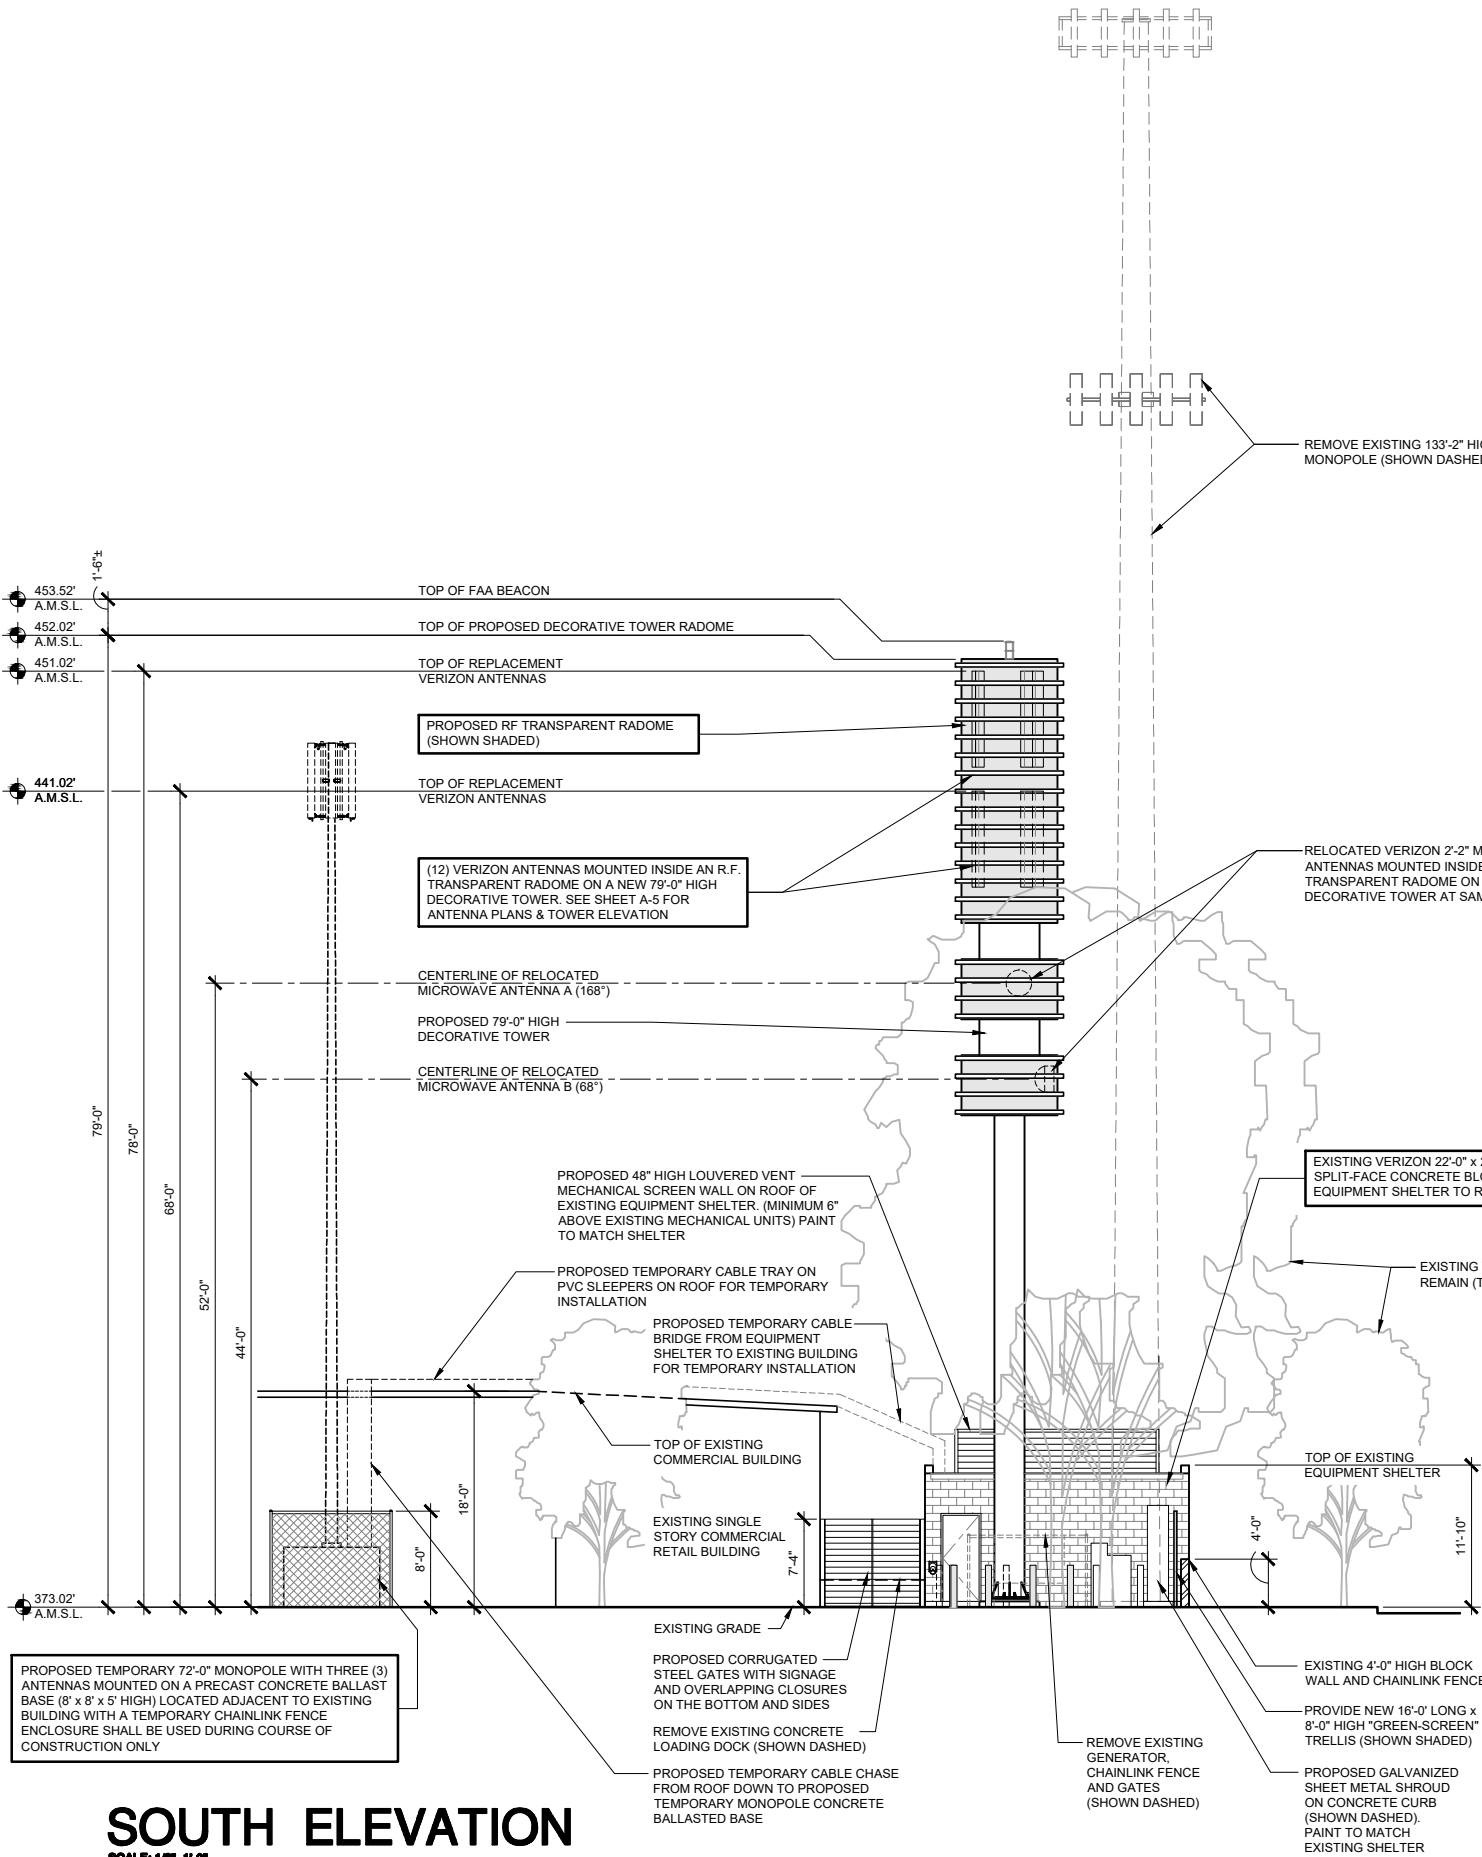 REMOVE EXISTING 133'-2"
MONOPOLE (SHOWN
1'-6"±
453.52'
A.M.S.L.
TOP OF FAA BEACON
452.02'
A.M.S.L.
TOP OF PROPOSED DECORATIVE TOWER RADOME
451.02'
A.M.S.L.
TOP OF REPLACEMENT
VERIZON ANTENNAS
PROPOSED RF TRANSPARENT RADOME
(SHOWN SHADED)
441.02'
A.M.S.L.
TOP OF REPLACEMENT
VERIZON ANTENNAS
(12) VERIZON ANTENNAS MOUNTED INSIDE AN R.F.
TRANSPARENT RADOME ON A NEW 79'-0" HIGH
DECORATIVE TOWER. SEE SHEET A-5 FOR
ANTENNA PLANS & TOWER ELEVATION
RELOCATED VERIZON 2'-2"
ANTENNAS MOUNTED INSIDE
TRANSPARENT RADOME ON
DECORATIVE TOWER AT
CENTERLINE OF RELOCATED
MICROWAVE ANTENNA A (168°)
PROPOSED 79'-0" HIGH
DECORATIVE TOWER
CENTERLINE OF RELOCATED
MICROWAVE ANTENNA B (68°)
79'-0"
78'-0"
68'-0"
52'-0"
44'-0"
EXISTING VERIZON 22'-0" x
SPLIT-FACE CONCRETE
EQUIPMENT SHELTER TO
PROPOSED 48" HIGH LOUVERED VENT
MECHANICAL SCREEN WALL ON ROOF OF
EXISTING EQUIPMENT SHELTER. (MINIMUM 6"
ABOVE EXISTING MECHANICAL UNITS) PAINT
TO MATCH SHELTER
PROPOSED TEMPORARY CABLE TRAY ON
PVC SLEEPERS ON ROOF FOR TEMPORARY
INSTALLATION
EXISTING
REMAIN
PROPOSED TEMPORARY CABLE
BRIDGE FROM EQUIPMENT
SHELTER TO EXISTING BUILDING
FOR TEMPORARY INSTALLATION
TOP OF EXISTING
COMMERCIAL BUILDING
TOP OF EXISTING
EQUIPMENT SHELTER
18'-0"
8'-0"
EXISTING SINGLE
STORY COMMERCIAL
RETAIL BUILDING
7'-4"
4'-0"
11'-10"
373.02'
A.M.S.L.
EXISTING GRADE
PROPOSED TEMPORARY 72'-0" MONOPOLE WITH THREE (3)
ANTENNAS MOUNTED ON A PRECAST CONCRETE BALLAST
BASE (8' x 8' x 5' HIGH) LOCATED ADJACENT TO EXISTING
BUILDING WITH A TEMPORARY CHAINLINK FENCE
ENCLOSURE SHALL BE USED DURING COURSE OF
CONSTRUCTION ONLY
PROPOSED CORRUGATED
STEEL GATES WITH SIGNAGE
AND OVERLAPPING CLOSURES
ON THE BOTTOM AND SIDES
REMOVE EXISTING CONCRETE
LOADING DOCK (SHOWN DASHED)
PROPOSED TEMPORARY CABLE CHASE
FROM ROOF DOWN TO PROPOSED
TEMPORARY MONOPOLE CONCRETE
BALLASTED BASE
REMOVE EXISTING
GENERATOR,
CHAINLINK FENCE
AND GATES
(SHOWN DASHED)
EXISTING 4'-0" HIGH BLOCK
WALL AND CHAINLINK FENCE
PROVIDE NEW 16'-0' LONG x
8'-0" HIGH "GREEN-SCREEN"
TRELLIS (SHOWN SHADED)
PROPOSED GALVANIZED
SHEET METAL SHROUD
ON CONCRETE CURB
(SHOWN DASHED).
PAINT TO MATCH
EXISTING SHELTER
SOUTH ELEVATION